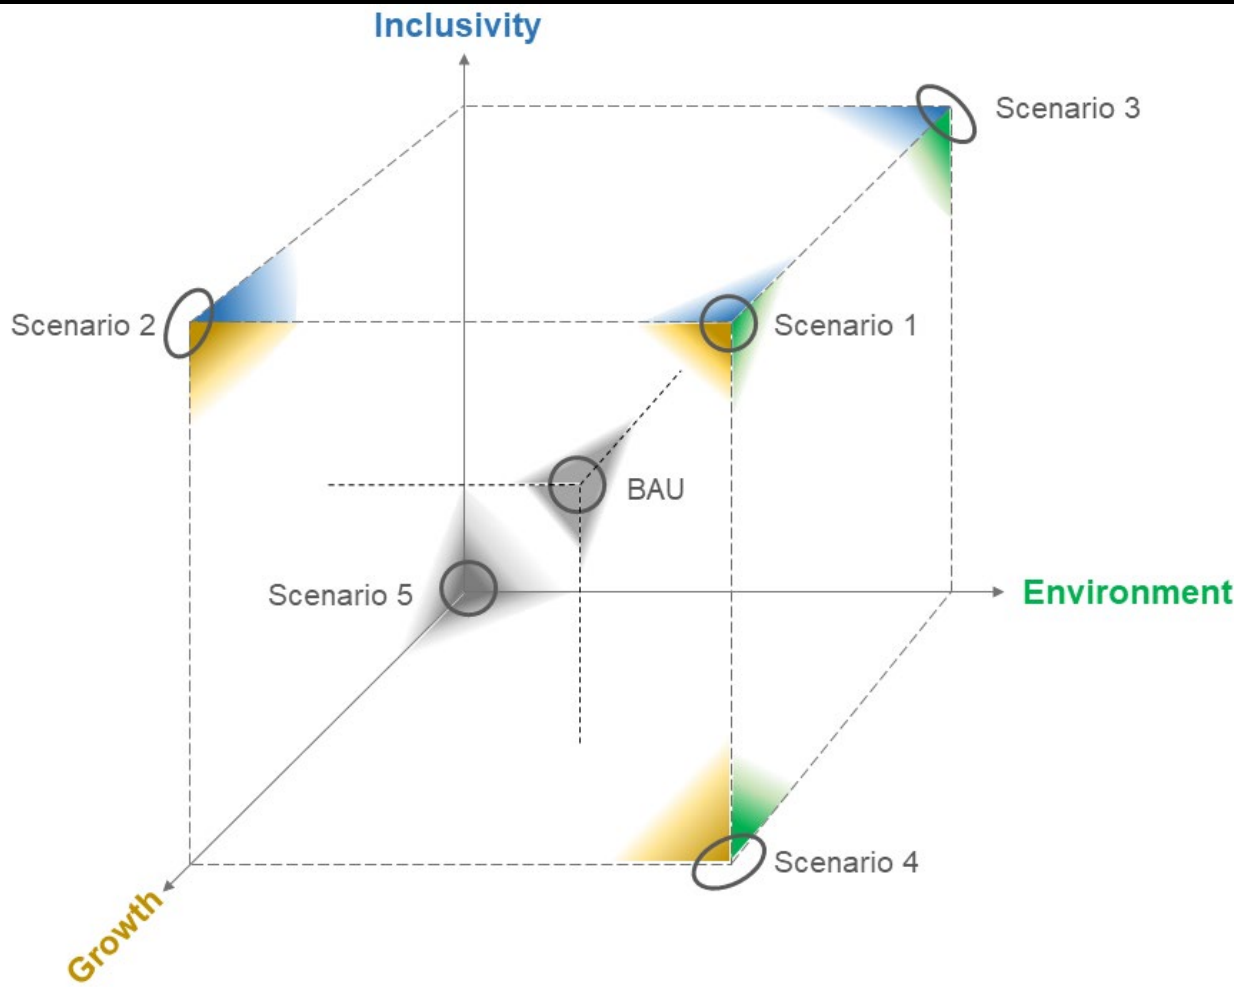 Inclusivity
Scenario 3
Scenario 2
Scenario 1
BAU
Scenario 5
Environment
Scenario 4
Growth